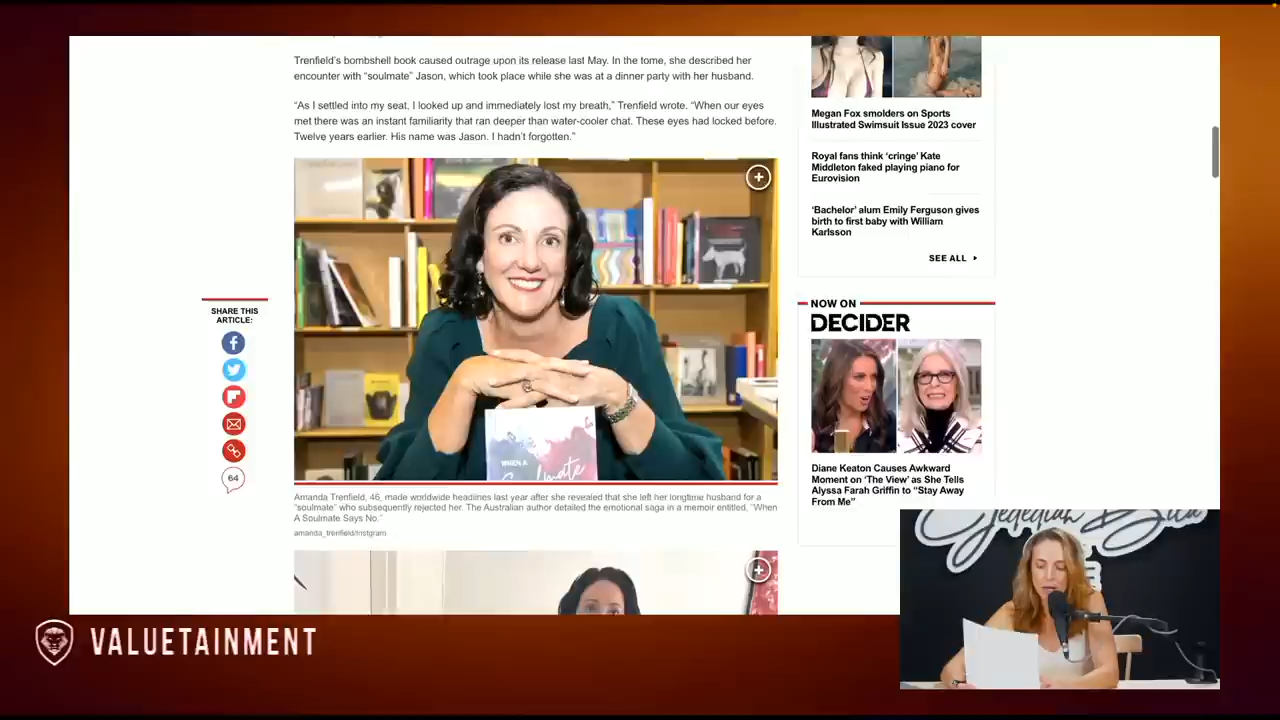 Trenfield's bombshell book caused outrage upon its release last May. In the tome, she described her
encounter with "soulmate" Jason, which took place while she was at a dinner party with her husband.
"As I settled into my seat, I looked up and immediately lost my breath," Trenfield wrote. "When our eyes
met there was an instant familiarity that ran deeper than water-cooler chat. These eyes had locked before.
Twelve years earlier. His name was Jason. I hadn't forgotten."
WHEN A
Soulmate
Amanda Trenfield, 46, made worldwide headlines last year after she revealed that she left her longtime husband for a
"soulmate" who subsequently rejected her. The Australian author detailed the emotional saga in a memoir entitled, "When
A Soulmate Says No."
amanda_trenfield/Instgram
SHARE THIS
ARTICLE:
64
Megan Fox smolders on Sports
Illustrated Swimsuit Issue 2023 cover
Royal fans think 'cringe' Kate
Middleton faked playing piano for
Eurovision
'Bachelor' alum Emily Ferguson gives
birth to first baby with William
Karlsson
SEE ALL
NOW ON
DECIDER
Diane Keaton Causes Awkward
Moment on 'The View' as She Tells
Alyssa Farah Griffin to "Stay Away
From Me"
Jedediah Bila
VALUETAINMENT